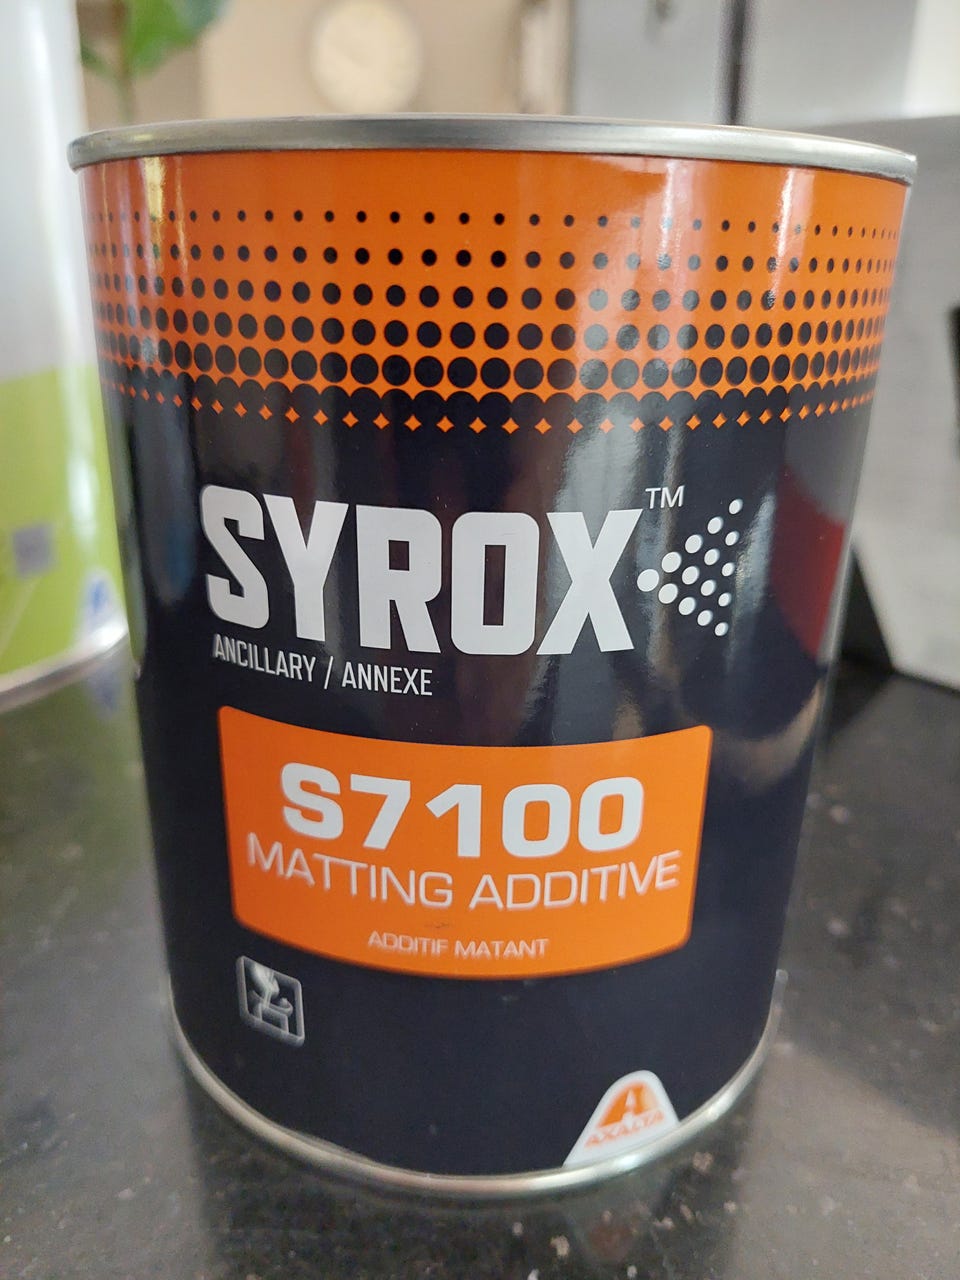 SYROX™
ANCILLARY / ANNEXE
S7100
MATTING ADDITIVE
ADDITIF MATANT
AXALTA